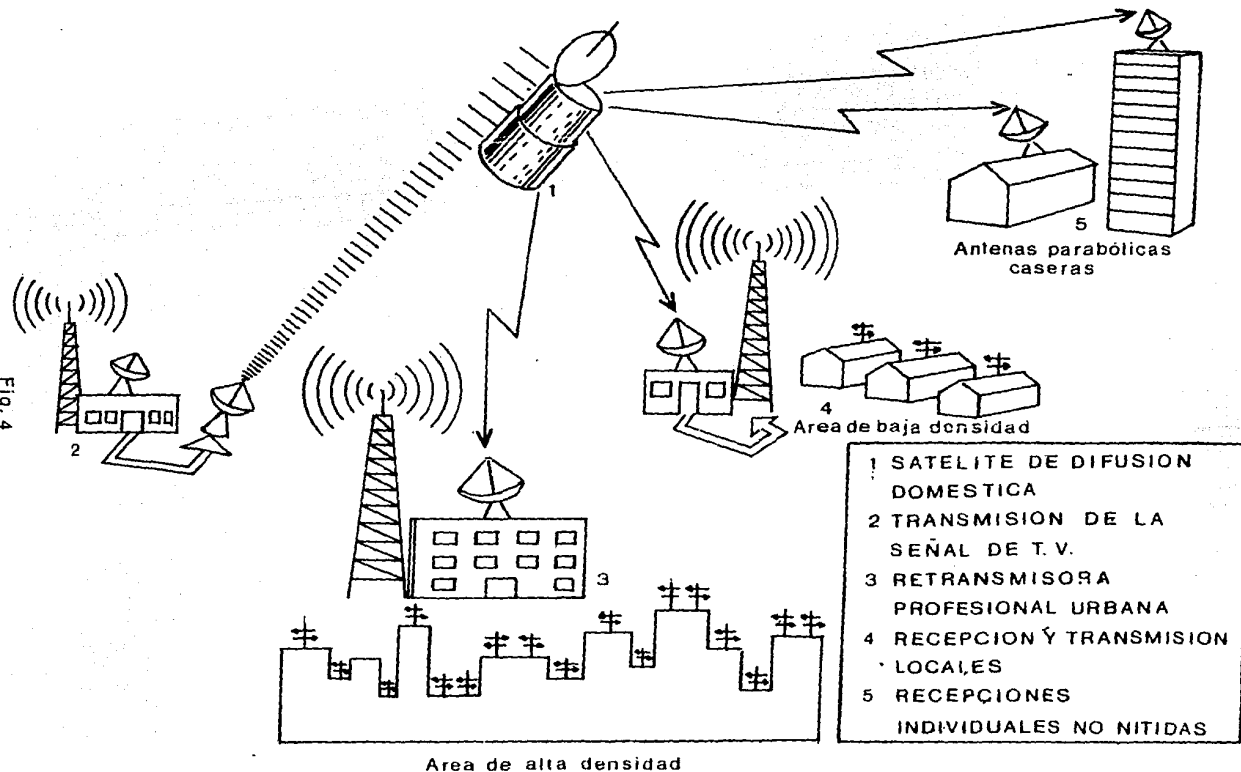 1
5
Antenas parabólicas
caseras
Fig. 4
2
4
Area de baja densidad
3
Area de alta densidad
1 SATELITE DE DIFUSION
DOMESTICA
2 TRANSMISION DE LA
SEÑAL DE T.V.
3 RETRANSMISORA
PROFESIONAL URBANA
4 RECEPCION Y TRANSMISION
LOCALES
5 RECEPCIONES
INDIVIDUALES NO NITIDAS